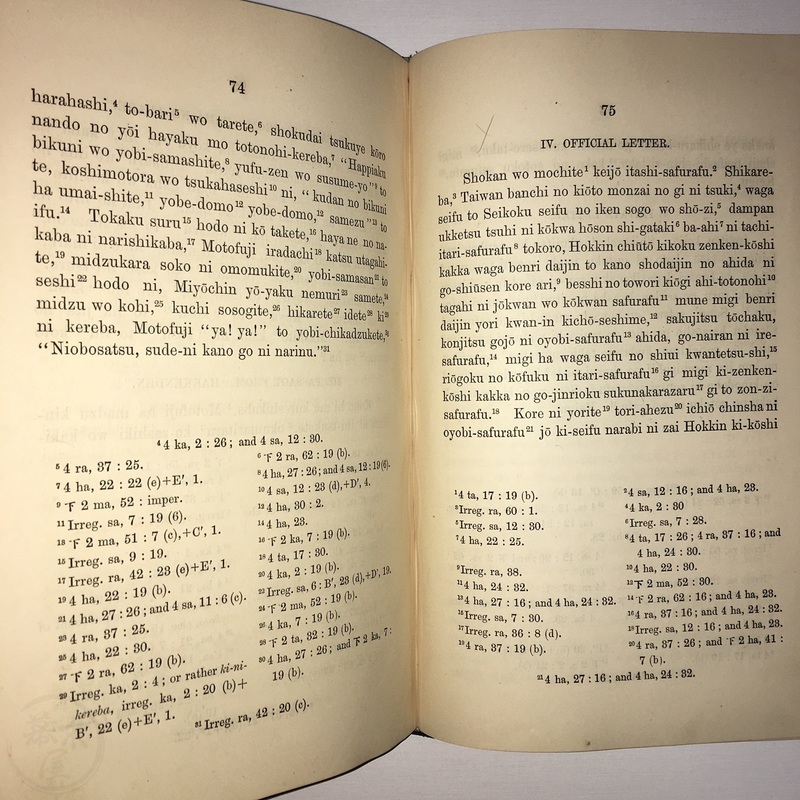 74
harahashi,⁴ to-bari⁵ wo tarete,⁶ shokudai tsukuye kōro
nando no yōi hayaku mo totonohi-kereba,⁷ "Happiaku
bikuni wo yobi-samashite,⁸ yufu-zen wo susume-yo"⁹ to
te, koshimotora wo tsukahaseshi¹⁰ ni, "kudan no bikuni
ha umai-shite,¹¹ yobe-domo¹² yobe-domo,¹² samezu"¹³ to
ifu.¹⁴ Tokaku suru¹⁵ hodo ni kō takete,¹⁶ haya ne no na-
kaba ni narishikaba,¹⁷ Motofuji iradachi¹⁸ katsu utagahi-
te,¹⁹ midzukara soko ni omomukite,²⁰ yobi-samasan²¹ to
seshi²² hodo ni, Miyōchin yō-yaku nemuri²³ samete,²⁴
midzu wo kohi,²⁵ kuchi sosogite,²⁶ hikarete²⁷ idete²⁸ ki²⁹
ni kereba, Motofuji "ya! ya!" to yobi-chikadzukete,³⁰
"Niobosatsu, sude-ni kano go ni narinu."³¹
⁴ 4 ka, 2 : 26; and 4 sa, 12 : 30.
⁵ 4 ra, 37 : 25.
⁶ 下 2 ra, 62 : 19 (b).
⁷ 4 ha, 22 : 22 (e)+E′, 1.
⁸ 4 ha, 27 : 26; and 4 sa, 12 : 19(6).
⁹ 下 2 ma, 52 : imper.
¹⁰ 4 sa, 12 : 23 (d),+D′, 4.
¹¹ Irreg. sa, 7 : 19 (6).
¹² 4 ha, 30 : 2.
¹³ 下 2 ma, 51 : 7 (c),+C′, 1.
¹⁴ 4 ha, 23.
¹⁵ Irreg. sa, 9 : 19.
¹⁶ 下 2 ka, 7 : 19 (b).
¹⁷ Irreg. ra, 42 : 23 (e)+E′, 1.
¹⁸ 4 ta, 17 : 30.
¹⁹ 4 ha, 22 : 19 (b).
²⁰ 4 ka, 2 : 19 (b).
²¹ 4 ha, 27 : 26; and 4 sa, 11 : 6 (c).
²² Irreg. sa, 6 : B′, 23 (d),+D′, 19.
²³ 4 ra, 37 : 25.
²⁴ 下 2 ma, 52 : 19 (b).
²⁵ 4 ha, 22 : 30.
²⁶ 4 ka, 7 : 19 (b).
²⁷ 下 2 ra, 62 : 19 (b).
²⁸ 下 2 ta, 32 : 19 (b).
²⁹ Irreg. ka, 2 : 4; or rather ki-ni-
kereba, irreg. ka, 2 : 20 (b)+
B′, 22 (e)+E′, 1.
³⁰ 4 ha, 27 : 26; and 下 2 ka, 7 :
19 (b).
³¹ Irreg. ra, 42 : 20 (c).
75
IV. OFFICIAL LETTER.
Shokan wo mochite¹ keijō itashi-safurafu.² Shikare-
ba,³ Taiwan banchi no kiōto monzai no gi ni tsuki,⁴ waga
seifu to Seikoku seifu no iken sogo wo shō-zi,⁵ dampan
ukketsu tsuhi ni kōkwa hōson shi-gataki⁶ ba-ahi⁷ ni tachi-
itari-safurafu⁸ tokoro, Hokkin chiūtō kikoku zenken-kōshi
kakka waga benri daijin to kano shodaijin no ahida ni
go-shiūsen kore ari,⁹ besshi no towori kiōgi ahi-totonohi¹⁰
tagahi ni jōkwan wo kōkwan safurafu¹¹ mune migi benri
daijin yori kwan-in kichō-seshime,¹² sakujitsu tōchaku,
konjitsu gojō ni oyobi-safurafu¹³ ahida, go-nairan ni ire-
safurafu,¹⁴ migi ha waga seifu no shiui kwantetsu-shi,¹⁵
riōgoku no kōfuku ni itari-safurafu¹⁶ gi migi ki-zenken-
kōshi kakka no go-jinrioku sukunakarazaru¹⁷ gi to zon-zi-
safurafu.¹⁸ Kore ni yorite¹⁹ tori-ahezu²⁰ ichiō chinsha ni
oyobi-safurafu²¹ jō ki-seifu narabi ni zai Hokkin ki-kōshi
¹ 4 ta, 17 : 19 (b).
² 4 sa, 12 : 16; and 4 ha, 23.
³ Irreg. ra, 60 : 1.
⁴ 4 ka, 2 : 30
⁵ Irreg. sa, 12 : 30.
⁶ Irreg. sa, 7 : 28.
⁷ 4 ha, 22 : 25.
⁸ 4 ta, 17 : 26; 4 ra, 37 : 16; and
4 ha, 24 : 30.
⁹ Irreg. ra, 38.
¹⁰ 4 ha, 22 : 30.
¹¹ 4 ha, 24 : 32.
¹² 下 2 ma, 52 : 30.
¹³ 4 ha, 27 : 16; and 4 ha, 24 : 32.
¹⁴ 下 2 ra, 62 : 16; and 4 ha, 23.
¹⁵ Irreg. sa, 7 : 30.
¹⁶ 4 ra, 37 : 16; and 4 ha, 24 : 32.
¹⁷ Irreg. ra, 36 : 8 (d).
¹⁸ Irreg. sa, 12 : 16; and 4 ha, 23.
¹⁹ 4 ra, 37 : 19 (b).
²⁰ 4 ra, 37 : 26; and 下 2 ha, 41 :
7 (b).
²¹ 4 ha, 27 : 16; and 4 ha, 24 : 32.